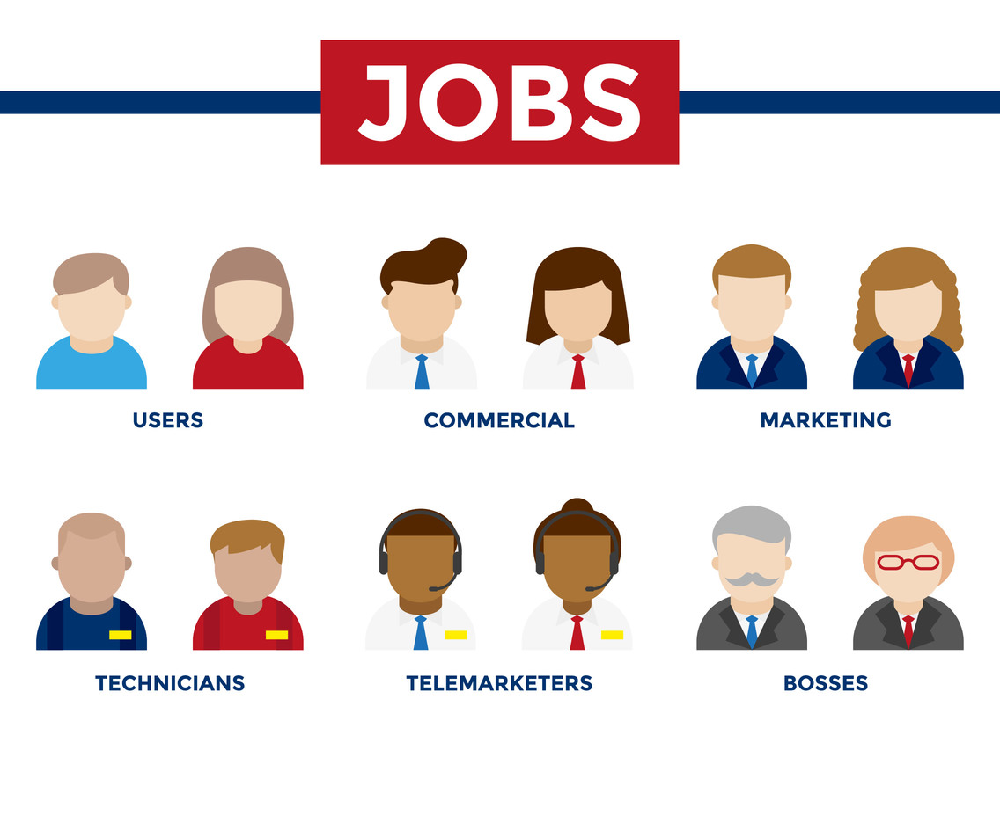 JOBS
USERS
COMMERCIAL
MARKETING
TECHNICIANS
TELEMARKETERS
BOSSES